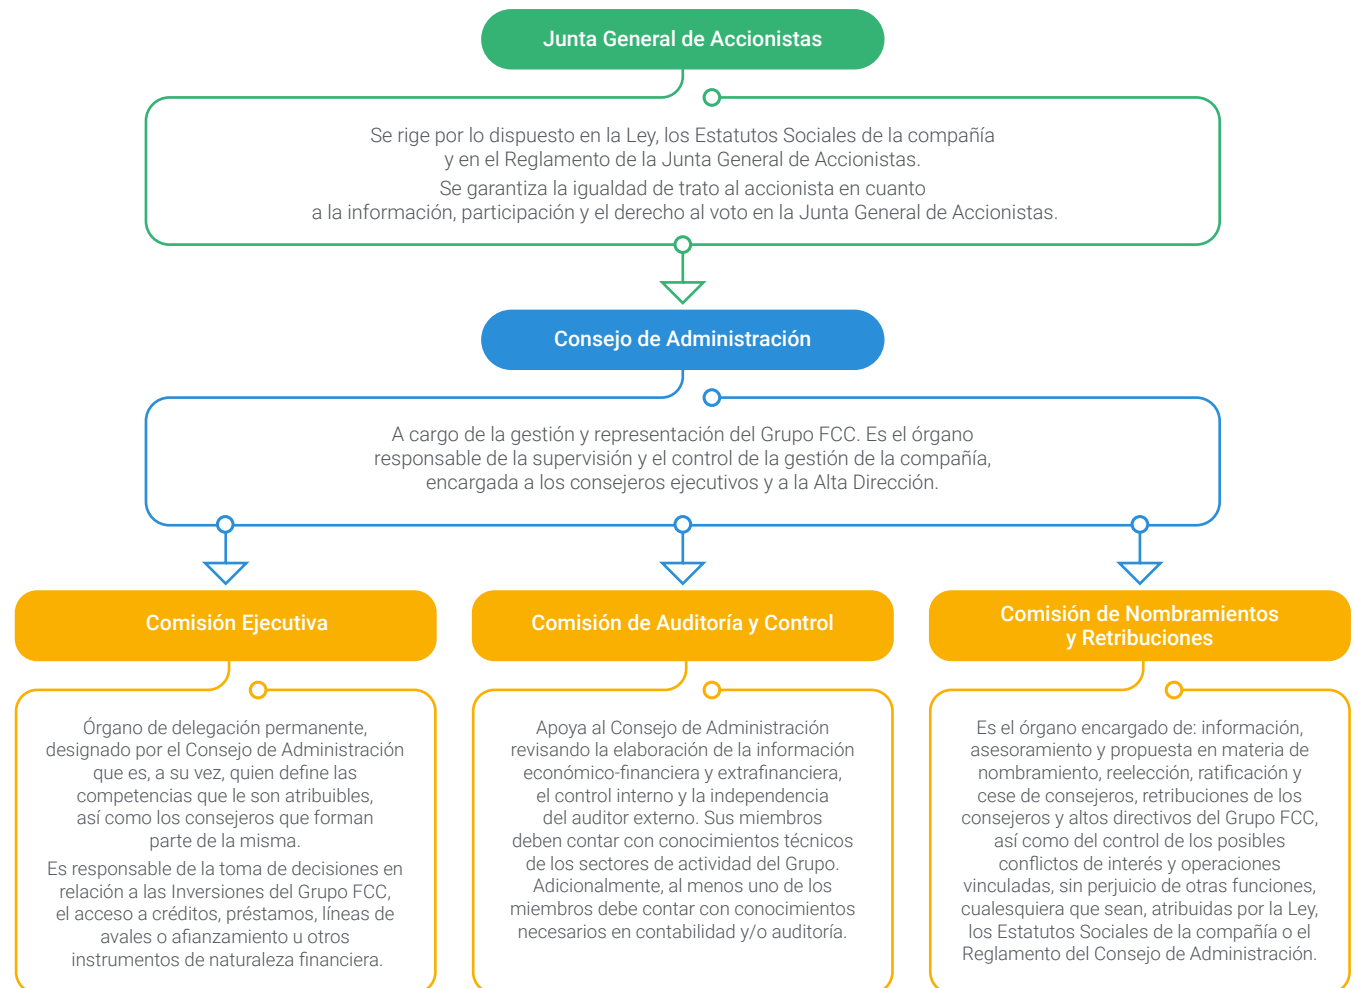 Junta General de Accionistas
Se rige por lo dispuesto en la Ley, los Estatutos Sociales de la compañía
y en el Reglamento de la Junta General de Accionistas.
Se garantiza la igualdad de trato al accionista en cuanto
a la información, participación y el derecho al voto en la Junta General de Accionistas.
Consejo de Administración
A cargo de la gestión y representación del Grupo FCC. Es el órgano
responsable de la supervisión y el control de la gestión de la compañía,
encargada a los consejeros ejecutivos y a la Alta Dirección.
Comisión Ejecutiva
Órgano de delegación permanente,
designado por el Consejo de Administración
que es, a su vez, quien define las
competencias que le son atribuibles,
así como los consejeros que forman
parte de la misma.
Es responsable de la toma de decisiones en
relación a las Inversiones del Grupo FCC,
el acceso a créditos, préstamos, líneas de
avales o afianzamiento u otros
instrumentos de naturaleza financiera.
Comisión de Auditoría y Control
Apoya al Consejo de Administración
revisando la elaboración de la información
económico-financiera y extrafinanciera,
el control interno y la independencia
del auditor externo. Sus miembros
deben contar con conocimientos técnicos
de los sectores de actividad del Grupo.
Adicionalmente, al menos uno de los
miembros debe contar con conocimientos
necesarios en contabilidad y/o auditoría.
Comisión de Nombramientos
y Retribuciones
Es el órgano encargado de: información,
asesoramiento y propuesta en materia de
nombramiento, reelección, ratificación y
cese de consejeros, retribuciones de los
consejeros y altos directivos del Grupo FCC,
así como del control de los posibles
conflictos de interés y operaciones
vinculadas, sin perjuicio de otras funciones,
cualesquiera que sean, atribuidas por la Ley,
los Estatutos Sociales de la compañía o el
Reglamento del Consejo de Administración.